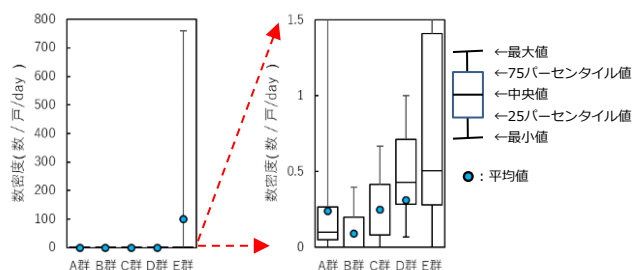 800
700
600
500
400
300
200
100
0
数密度( 数 / 戸/day )
A群 B群 C群 D群 E群
1.5
1
0.5
0
数密度( 数 / 戸/day )
A群 B群 C群 D群 E群
←最大値
←75パーセンタイル値
←中央値
←25パーセンタイル値
←最小値
：平均値